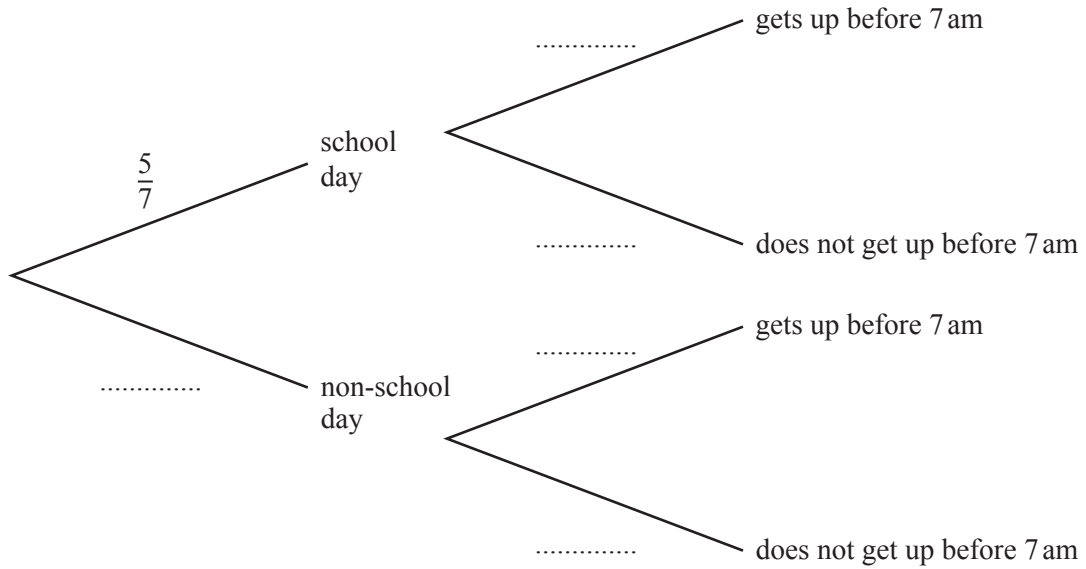 gets up before 7 am
.............
school
day
5
7
.............
does not get up before 7 am
gets up before 7 am
.............
.............
non-school
day
.............
does not get up before 7 am